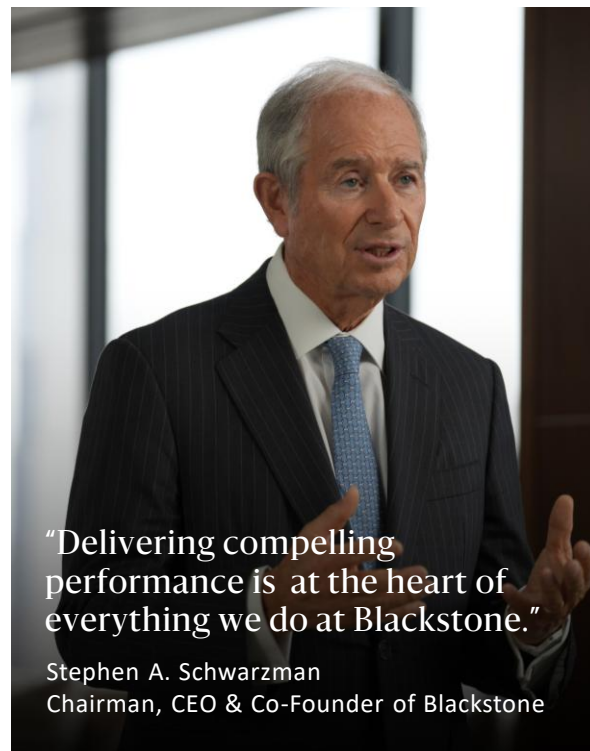 “Delivering compelling
performance is at the heart of
everything we do at Blackstone.”
Stephen A. Schwarzman
Chairman, CEO & Co-Founder of Blackstone